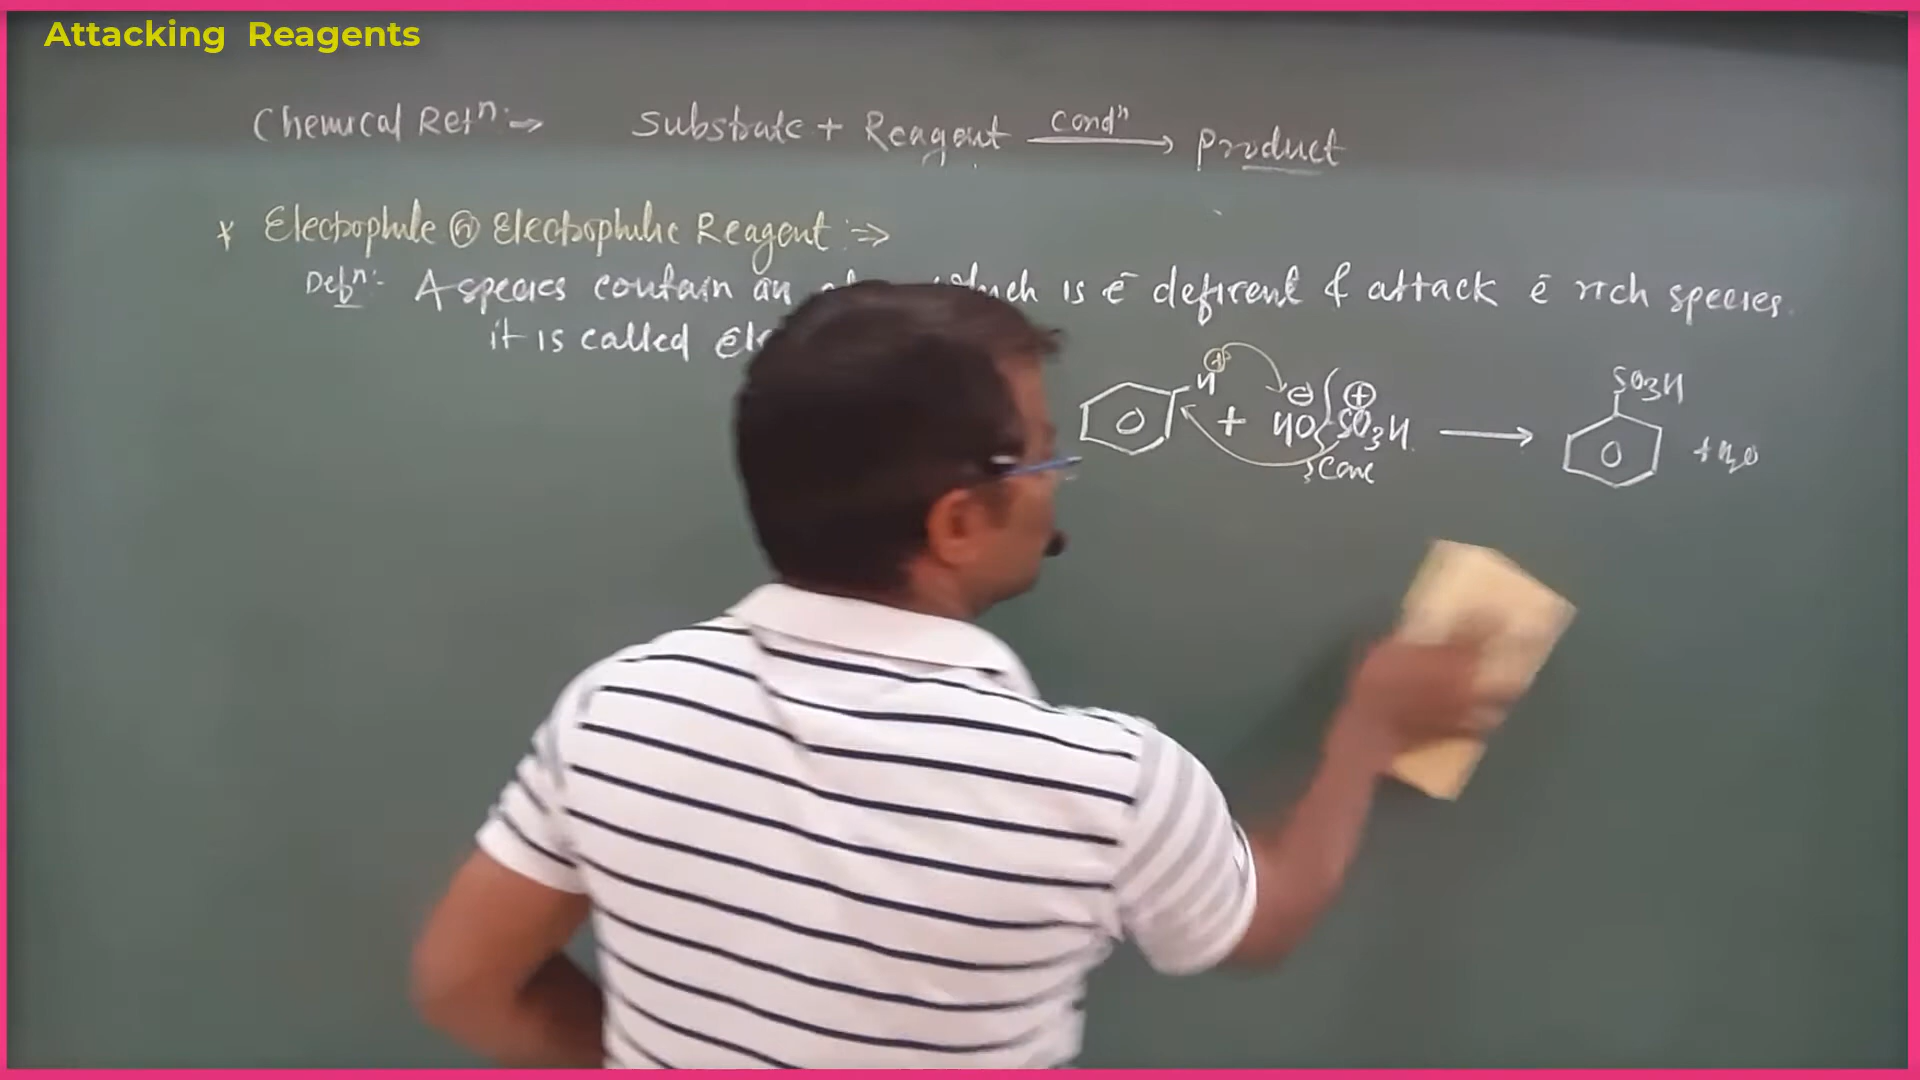 Attacking Reagents
Chemical Retⁿ:→ Substrate + Reagent —condⁿ→ Product
* Electrophile or Electrophilic Reagent :⇒
Defⁿ:- A species contain an which is ē deficient & attack ē rich species.
it is called
H ⊕ + HO ⊖ SO3H ⊕ → SO3H + H2O
Conc